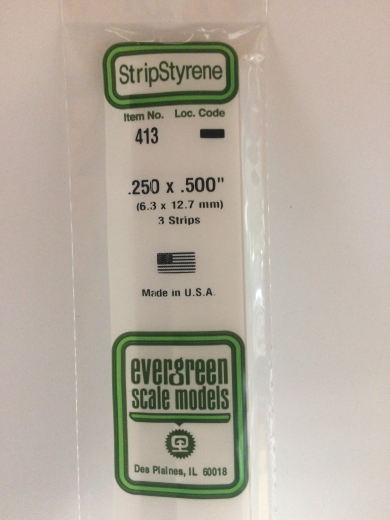 StripStyrene
Item No. Loc. Code
413
.250 x .500"
(6.3 x 12.7 mm)
3 Strips
Made in U.S.A.
evergreen
scale models
Des Plaines, IL 60018